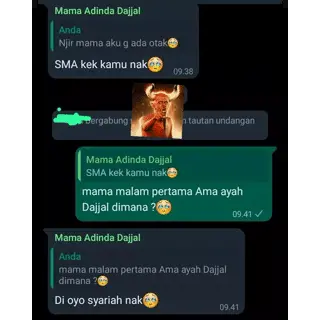 Mama Adinda Dajjal
Anda
Njir mama aku g ada otak🥹
SMA kek kamu nak🥹
09.38
bergabung
tautan undangan
Mama Adinda Dajjal
SMA kek kamu nak🥹
mama malam pertama Ama ayah
Dajjal dimana ?🥹
09.41
Mama Adinda Dajjal
Anda
mama malam pertama Ama ayah Dajjal
dimana ?🥹
Di oyo syariah nak🥹
09.41